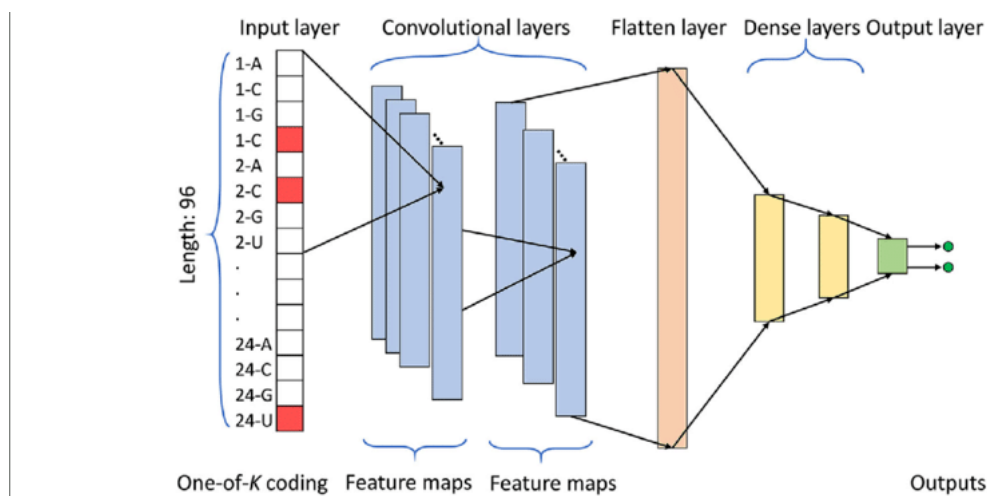 Input layer
Convolutional layers
Flatten layer
Dense layers
Output layer
Length: 96
1-A
1-C
1-G
1-C
2-A
2-C
2-G
2-U
.
.
.
24-A
24-C
24-G
24-U
One-of-K coding
Feature maps
Feature maps
Outputs